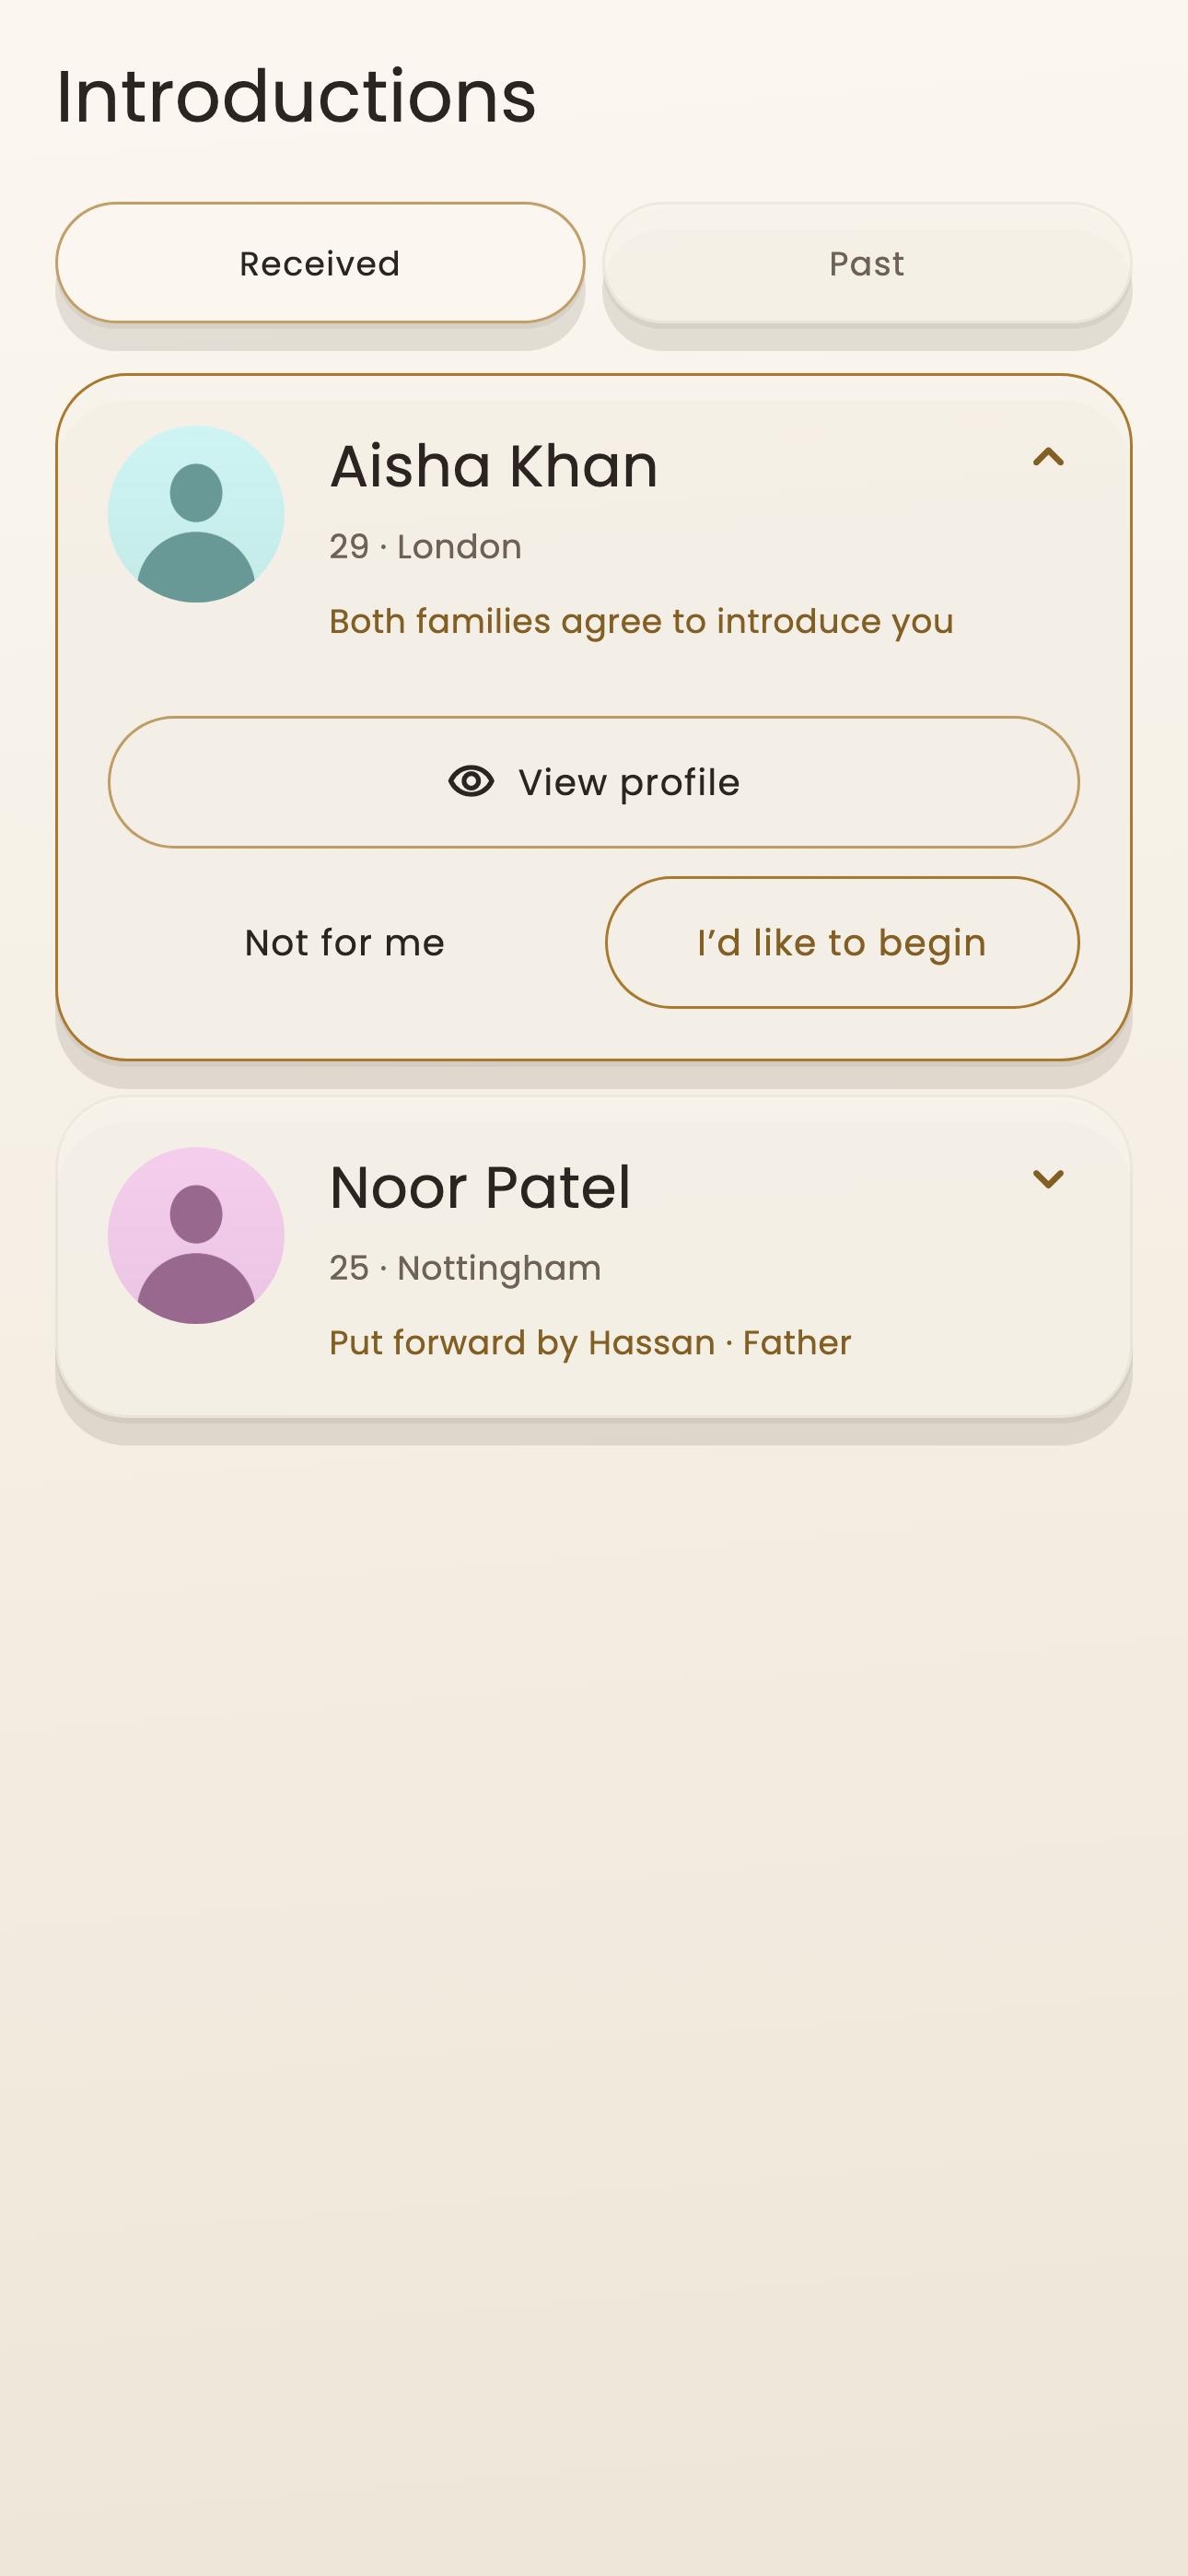 Introductions
Received
Past
Aisha Khan
29 · London
Both families agree to introduce you
View profile
Not for me
I’d like to begin
Noor Patel
25 · Nottingham
Put forward by Hassan · Father